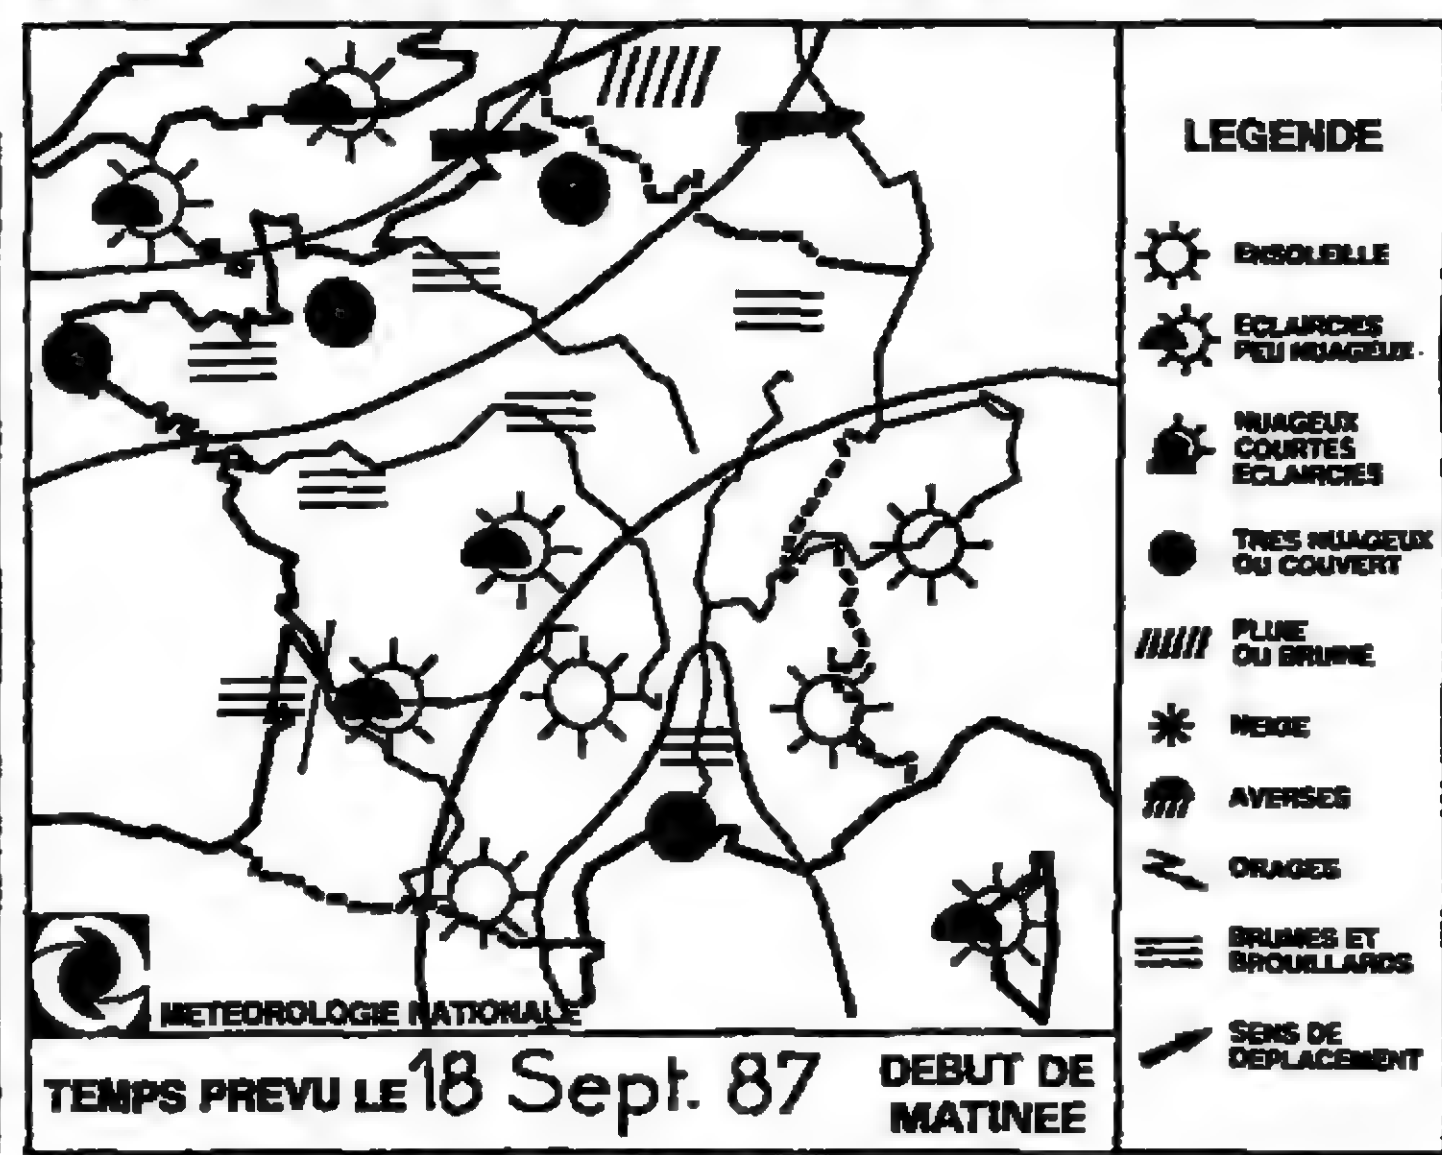 LEGENDE
ENSOLEILLE
ECLAIRCIES
PEU NUAGEUX
NUAGEUX
COURTES
ECLAIRCIES
TRES NUAGEUX
OU COUVERT
PLUIE
OU BRUINE
NEIGE
AVERSES
ORAGES
BRUMES ET
BROUILLARDS
SENS DE
DEPLACEMENT
METEOROLOGIE NATIONALE
TEMPS PREVU LE 18 Sept. 87
DEBUT DE
MATINEE